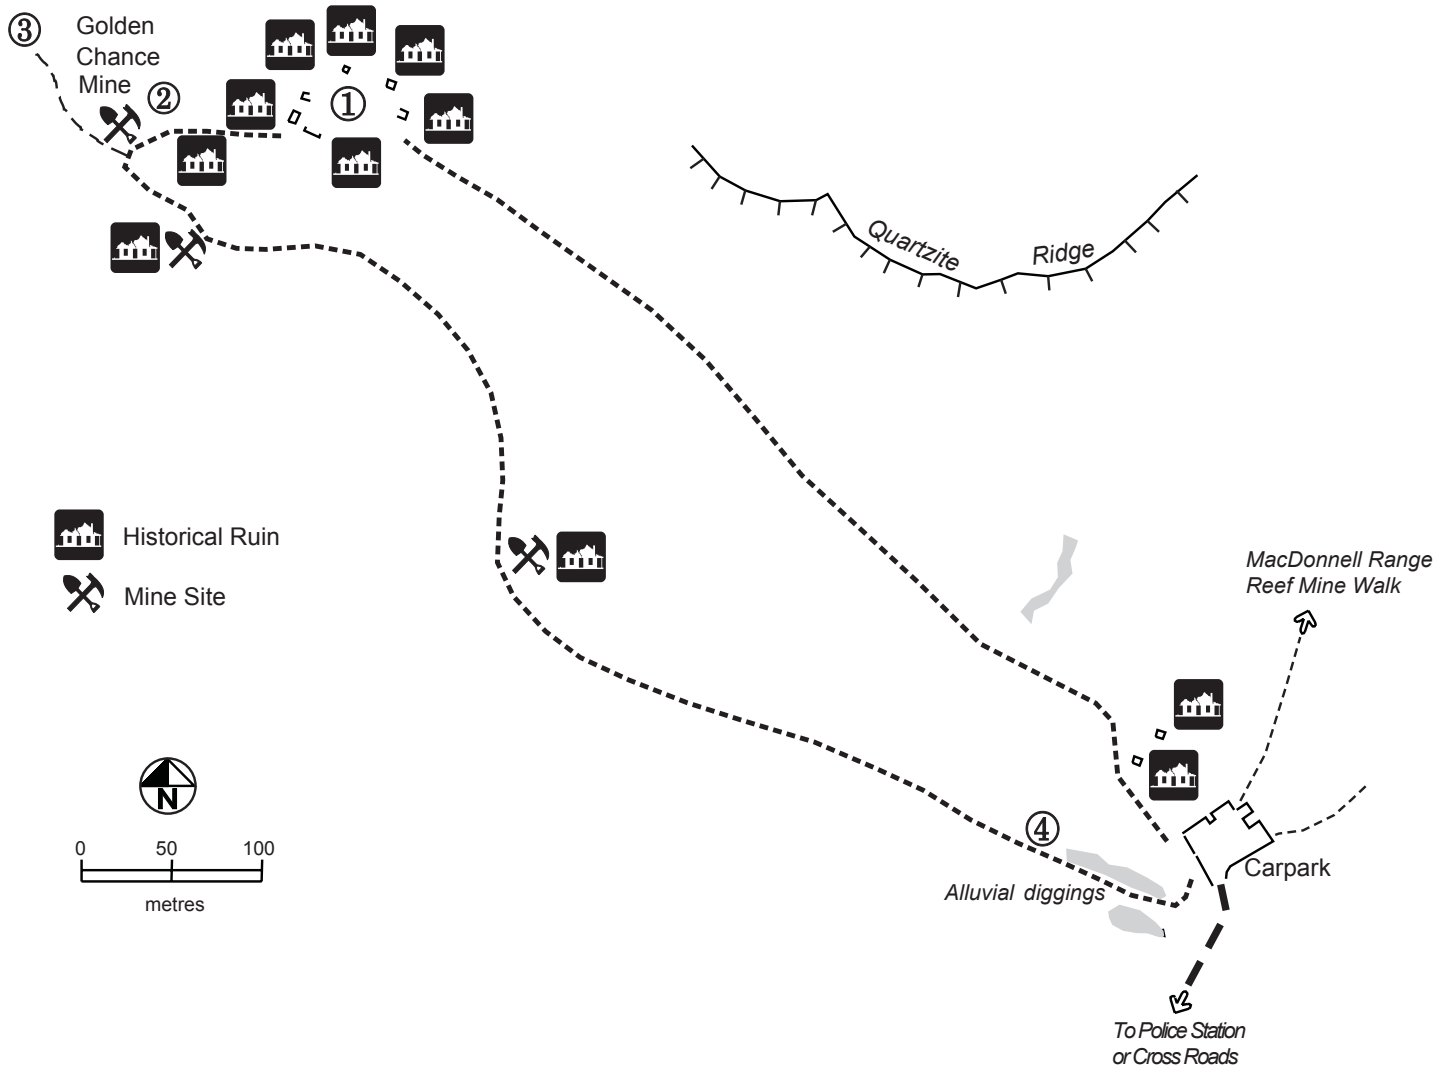 ③
Golden
Chance
Mine
②
①
Quartzite
Ridge
Historical Ruin
Mine Site
MacDonnell Range
Reef Mine Walk
N
0 50 100
metres
④
Alluvial diggings
Carpark
To Police Station
or Cross Roads